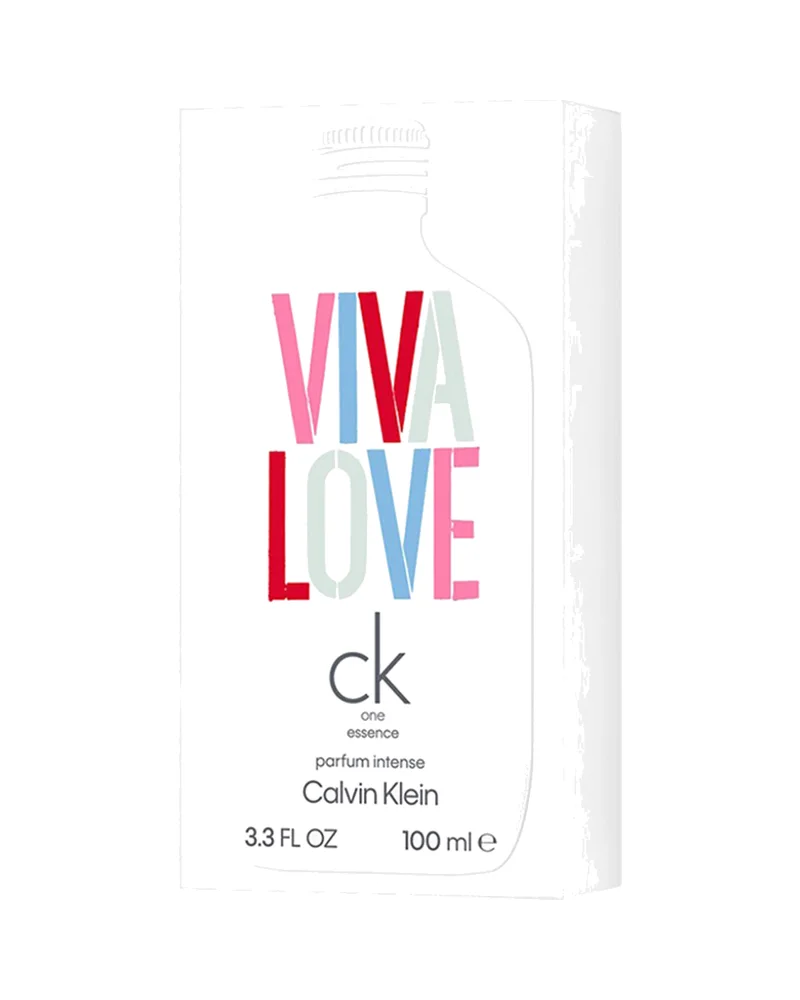 VIVA
LOVE
ck
one
essence
parfum intense
Calvin Klein
3.3 FL OZ 100 ml ℮